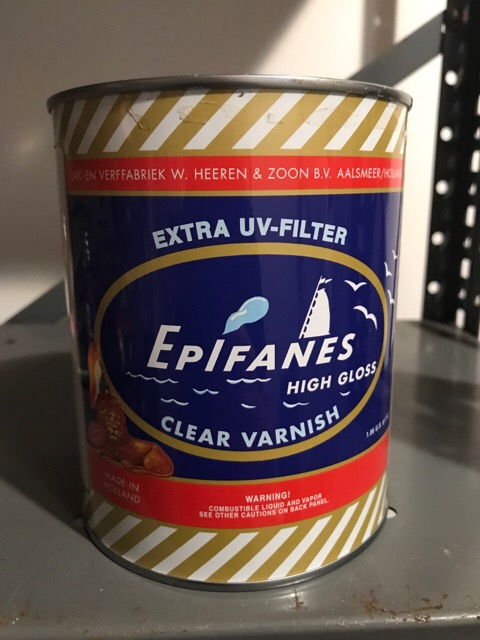 EN VERFFABRIEK W. HEEREN & ZOON B.V. AALSMEER/HOLLAND
EXTRA UV-FILTER
EPIFANES
HIGH GLOSS
CLEAR VARNISH
MADE IN
HOLLAND
WARNING!
COMBUSTIBLE LIQUID AND VAPOR.
SEE OTHER CAUTIONS ON BACK PANEL.